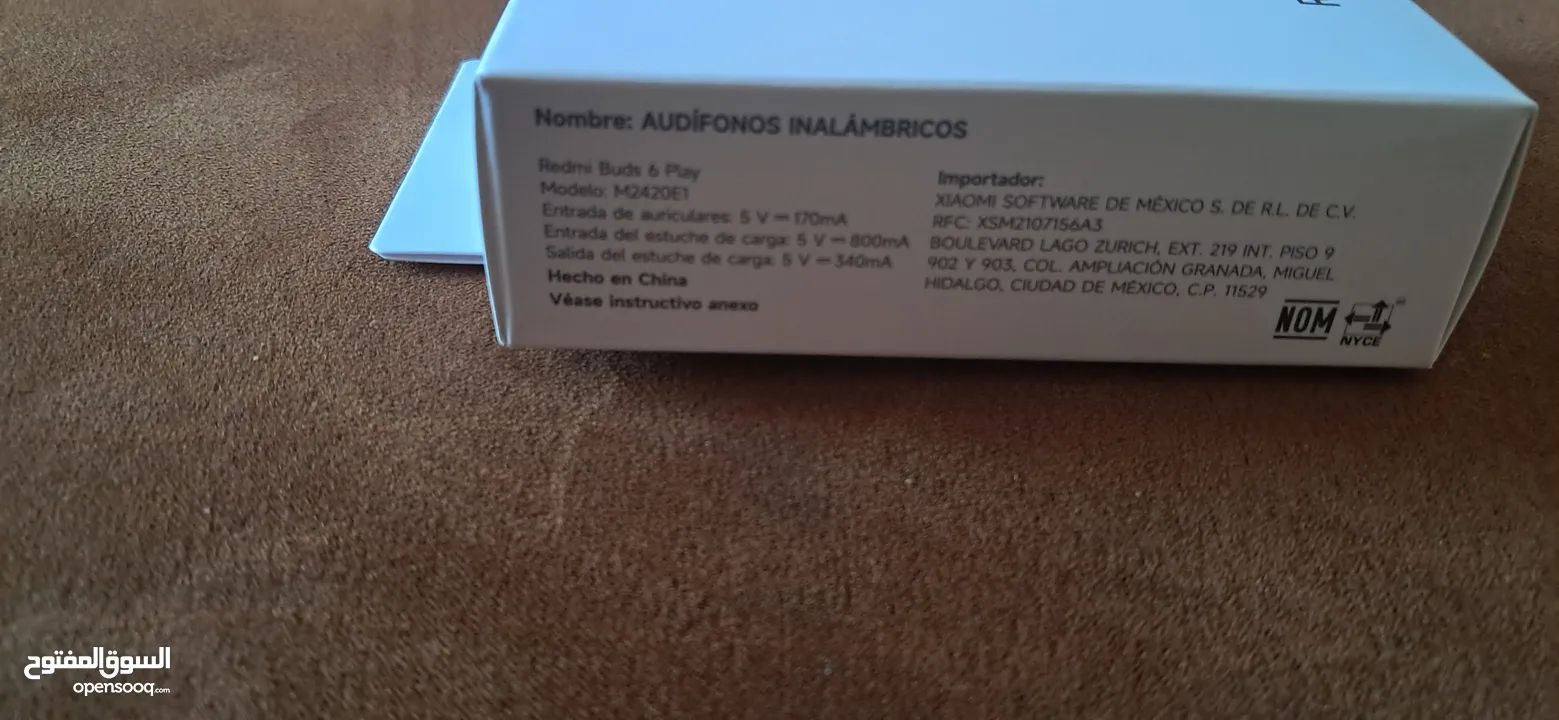 Nombre: AUDÍFONOS INALÁMBRICOS
Redmi Buds 6 Play
Modelo: M2420E1
Entrada de auriculares: 5 V ⎓ 170mA
Entrada del estuche de carga: 5 V ⎓ 800mA
Salida del estuche de carga: 5 V ⎓ 340mA
Hecho en China
Véase instructivo anexo
Importador:
XIAOMI SOFTWARE DE MÉXICO S. DE R.L. DE C.V.
RFC: XSM2107156A3
BOULEVARD LAGO ZURICH, EXT. 219 INT. PISO 9
902 Y 903, COL. AMPLIACIÓN GRANADA, MIGUEL
HIDALGO, CIUDAD DE MÉXICO, C.P. 11529
NOM
NYCE
السوق المفتوح
opensooq.com